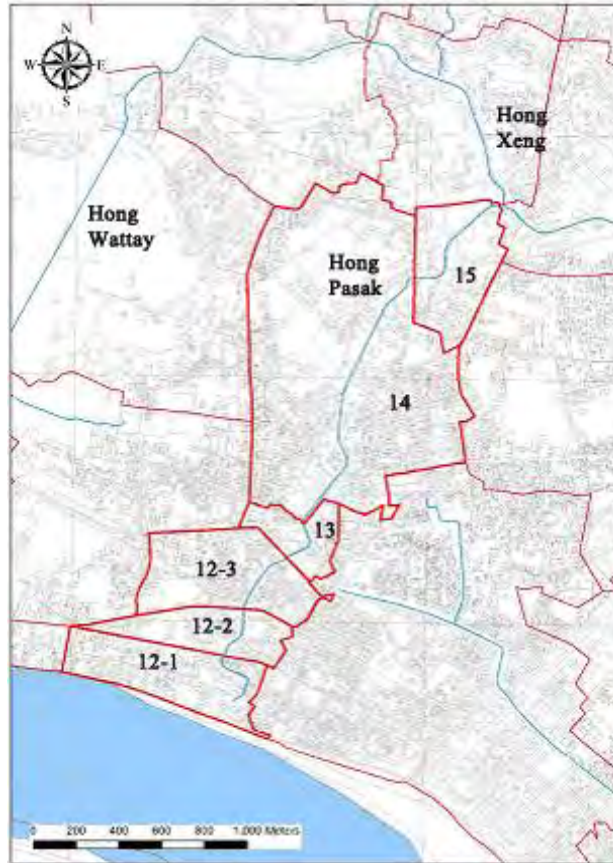 N
W E
S
Hong
Xeng
Hong
Wattay
Hong
Pasak
15
14
13
12-3
12-2
12-1
0 200 400 600 800 1,000 Meters